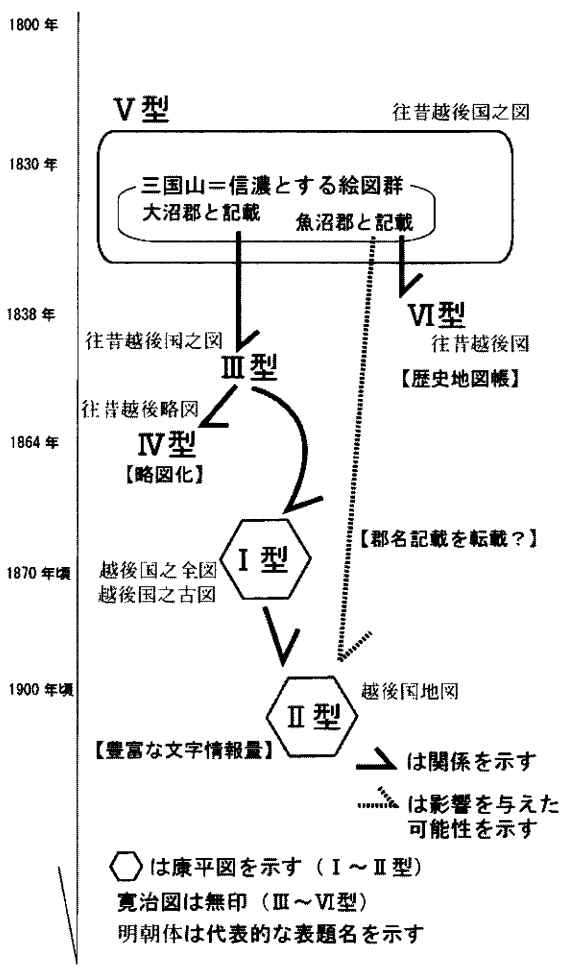 1800 年
Ⅴ型
往昔越後国之図
1830 年
三国山＝信濃とする絵図群
大沼郡と記載
魚沼郡と記載
1838 年
Ⅵ型
往昔越後国之図
往昔越後図
Ⅲ型
【歴史地図帳】
往昔越後略図
1864 年
Ⅳ型
【略図化】
【郡名記載を転載？】
Ⅰ型
1870 年頃
越後国之全図
越後国之古図
1900 年頃
越後国地図
Ⅱ型
【豊富な文字情報量】
は関係を示す
は影響を与えた
可能性を示す
は康平図を示す（Ⅰ～Ⅱ型）
寛治図は無印（Ⅲ～Ⅵ型）
明朝体は代表的な表題名を示す